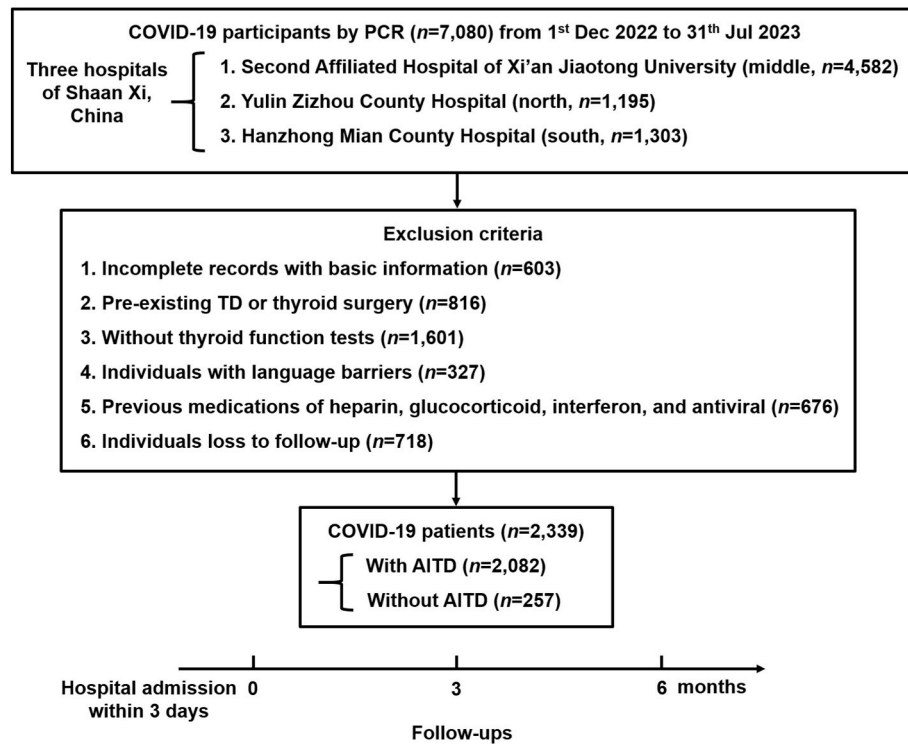 COVID-19 participants by PCR (n=7,080) from 1st Dec 2022 to 31th Jul 2023
Three hospitals
of Shaan Xi,
China
1. Second Affiliated Hospital of Xi'an Jiaotong University (middle, n=4,582)
2. Yulin Zizhou County Hospital (north, n=1,195)
3. Hanzhong Mian County Hospital (south, n=1,303)
Exclusion criteria
1. Incomplete records with basic information (n=603)
2. Pre-existing TD or thyroid surgery (n=816)
3. Without thyroid function tests (n=1,601)
4. Individuals with language barriers (n=327)
5. Previous medications of heparin, glucocorticoid, interferon, and antiviral (n=676)
6. Individuals loss to follow-up (n=718)
COVID-19 patients (n=2,339)
With AITD (n=2,082)
Without AITD (n=257)
Hospital admission
within 3 days
0 3 6 months
Follow-ups